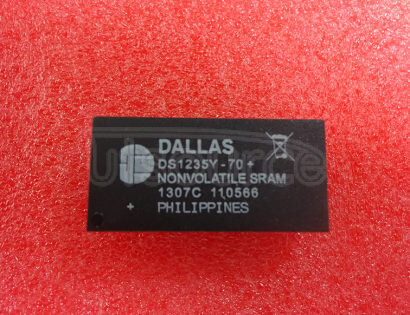 DALLAS
DS1235Y-70+
NONVOLATILE SRAM
1307C 110566
+ PHILIPPINES